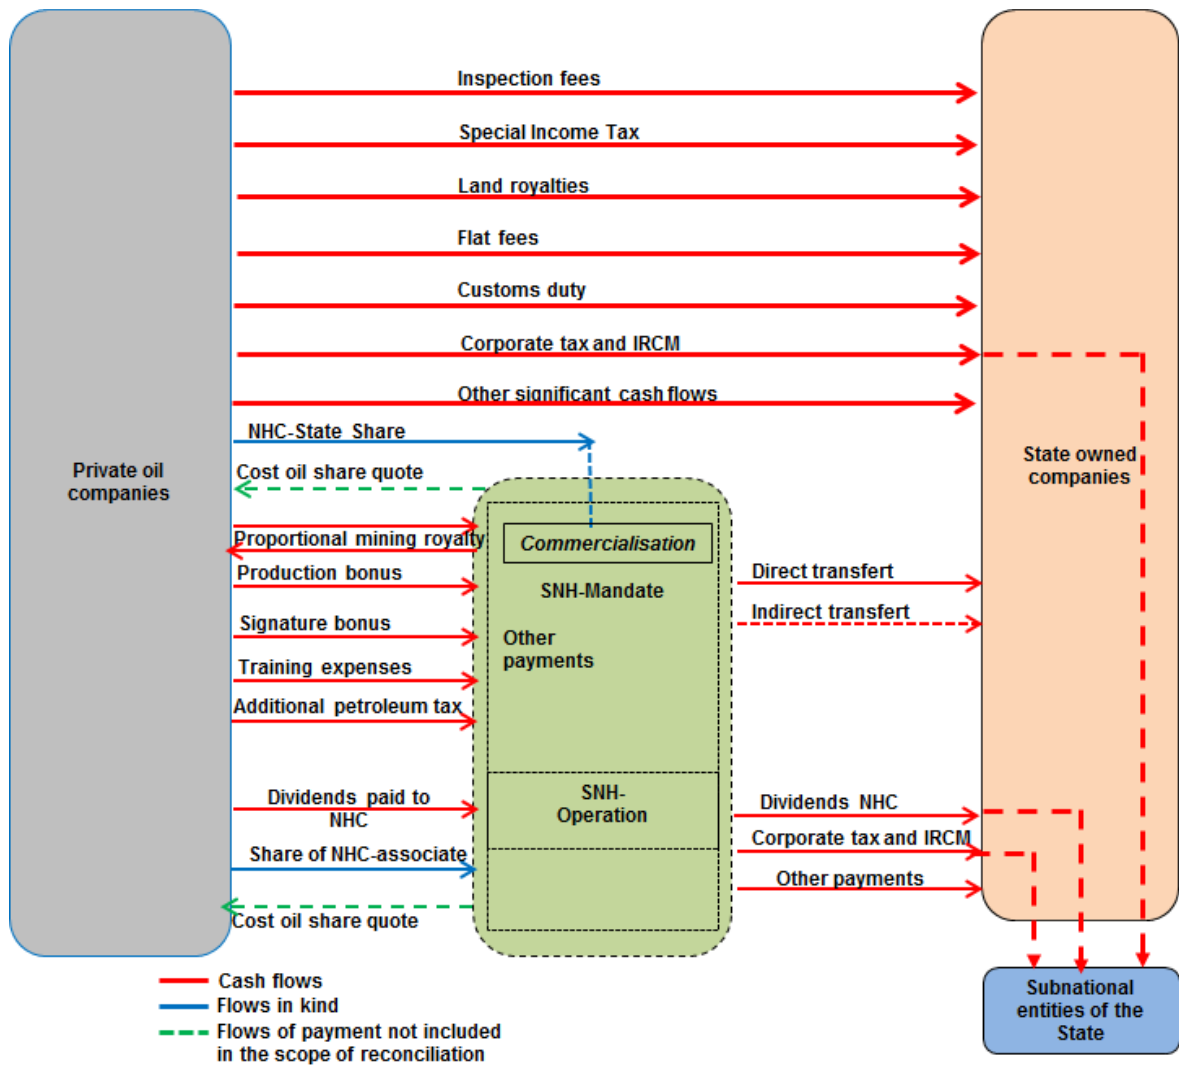 Inspection fees
Special Income Tax
Land royalties
Flat fees
Customs duty
Corporate tax and IRCM
Other significant cash flows
NHC-State Share
Private oil
companies
State owned
companies
Cost oil share quote
Proportional mining royalty
Commercialisation
Production bonus
SNH-Mandate
Direct transfert
Indirect transfert
Signature bonus
Other
payments
Training expenses
Additional petroleum tax
Dividends paid to
NHC
SNH-
Operation
Dividends NHC
Corporate tax and IRCM
Share of NHC-associate
Other payments
Cost oil share quote
Cash flows
Flows in kind
Flows of payment not included
in the scope of reconciliation
Subnational
entities of the
State